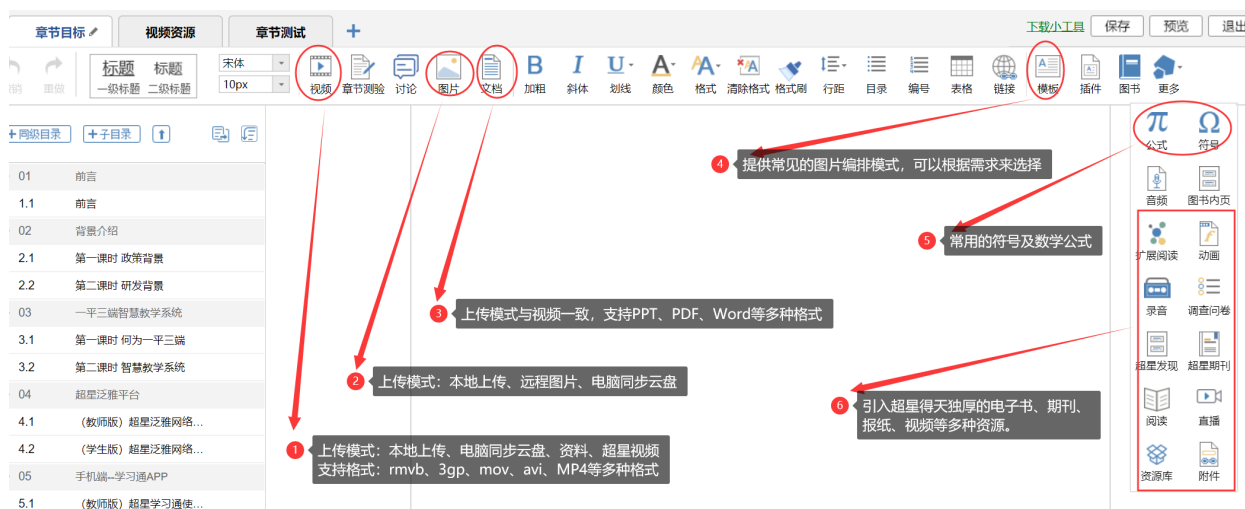 章节目标
视频资源
章节测试
下载小工具
保存
预览
退出
重做
标题 标题
一级标题 二级标题
宋体
10px
视频 章节测验 讨论 图片 文档 加粗 斜体 划线 颜色 格式 清除格式 格式刷 行距 目录 编号 表格 链接 模板 插件 图书 更多
+同级目录 +子目录
01 前言
1.1 前言
02 背景介绍
2.1 第一课时 政策背景
2.2 第二课时 研发背景
03 一平三端智慧教学系统
3.1 第一课时 何为一平三端
3.2 第二课时 智慧教学系统
04 超星泛雅平台
4.1 （教师版）超星泛雅网络...
4.2 （学生版）超星泛雅网络...
05 手机端--学习通APP
5.1 （教师版）超星学习通使...
1 上传模式：本地上传、电脑同步云盘、资料、超星视频
支持格式：rmvb、3gp、mov、avi、MP4等多种格式
2 上传模式：本地上传、远程图片、电脑同步云盘
3 上传模式与视频一致，支持PPT、PDF、Word等多种格式
4 提供常见的图片编排模式，可以根据需求来选择
5 常用的符号及数学公式
6 引入超星得天独厚的电子书、期刊、
报纸、视频等多种资源。
π Ω
公式 符号
音频 图书内页
扩展阅读 动画
录音 调查问卷
超星发现 超星期刊
阅读 直播
资源库 附件